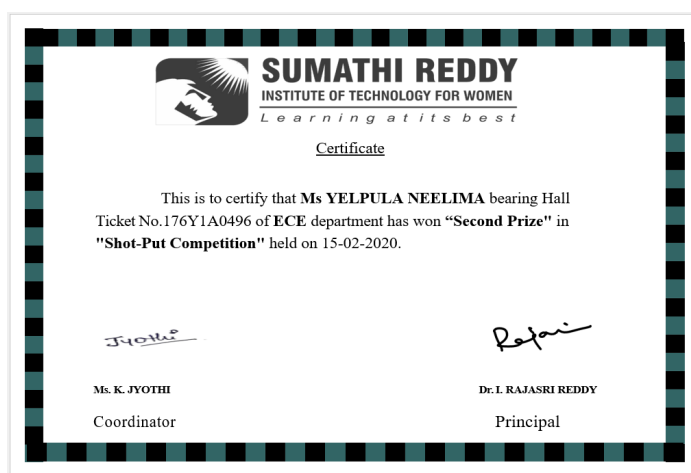 SUMATHI REDDY
INSTITUTE OF TECHNOLOGY FOR WOMEN
Learning at its best
Certificate
This is to certify that Ms YELPULA NEELIMA bearing Hall
Ticket No.176Y1A0496 of ECE department has won “Second Prize" in
"Shot-Put Competition" held on 15-02-2020.
Jyothi
Ms. K. JYOTHI
Dr. I. RAJASRI REDDY
Coordinator
Principal